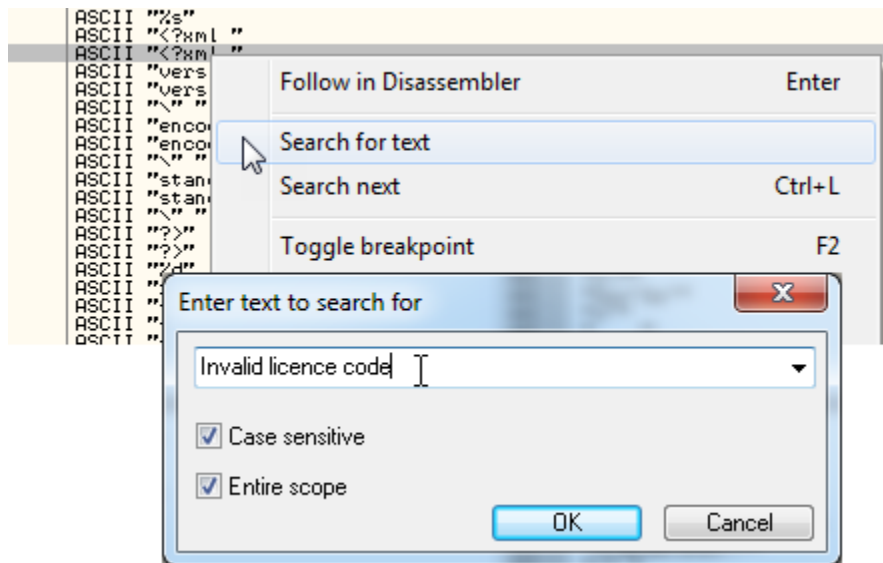 ASCII "%s"
ASCII "<?xml "
ASCII "<?xml "
ASCII "vers
ASCII "vers
ASCII "\" "
ASCII "enco
ASCII "enco
ASCII "\" "
ASCII "stan
ASCII "stan
ASCII "\" "
ASCII "?>"
ASCII "?>"
ASCII "%d"
ASCII "
ASCII "
ASCII "
ASCII "
Follow in Disassembler Enter
Search for text
Search next Ctrl+L
Toggle breakpoint F2
Enter text to search for
Invalid licence code
Case sensitive
Entire scope
OK Cancel